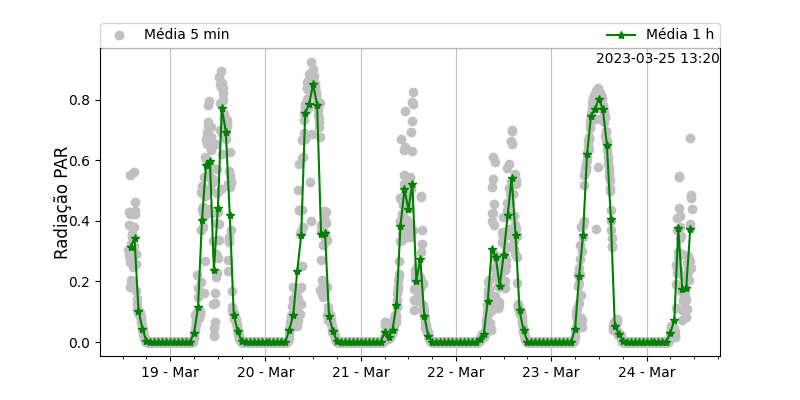 Média 5 min
Média 1 h
2023-03-25 13:20
Radiação PAR
0.8
0.6
0.4
0.2
0.0
19 - Mar
20 - Mar
21 - Mar
22 - Mar
23 - Mar
24 - Mar